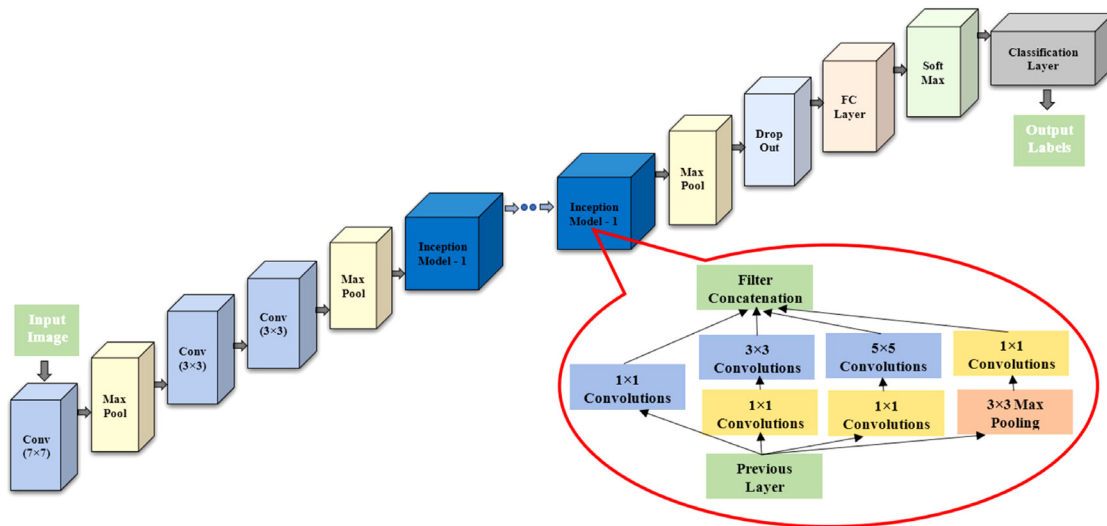 Input
Image
Conv
(7×7)
Max
Pool
Conv
(3×3)
Conv
(3×3)
Max
Pool
Inception
Model - 1
Inception
Model - 1
Max
Pool
Drop
Out
FC
Layer
Soft
Max
Classification
Layer
Output
Labels
Filter
Concatenation
1×1
Convolutions
3×3
Convolutions
5×5
Convolutions
1×1
Convolutions
1×1
Convolutions
1×1
Convolutions
3×3 Max
Pooling
Previous
Layer